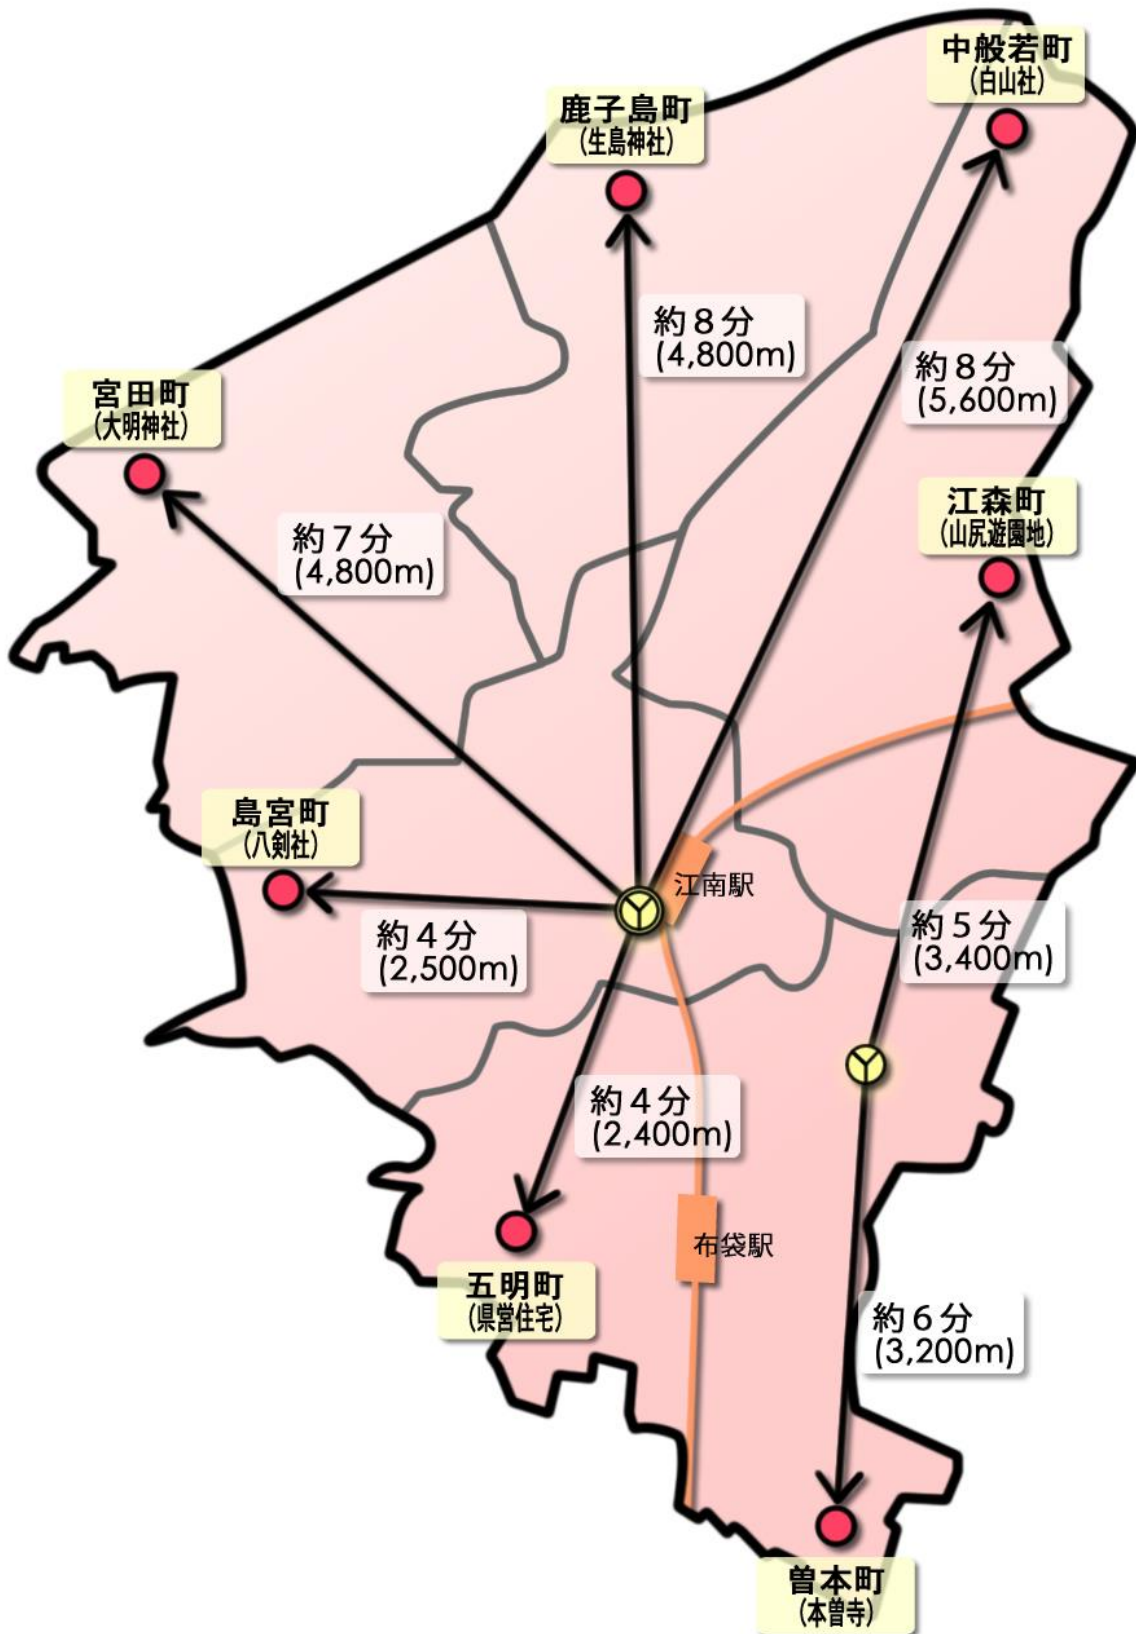 中般若町
(白山社)
鹿子島町
(生島神社)
約8分
(4,800m)
約8分
(5,600m)
宮田町
(大明神社)
江森町
(山尻遊園地)
約7分
(4,800m)
島宮町
(八剣社)
江南駅
約4分
(2,500m)
約5分
(3,400m)
約4分
(2,400m)
布袋駅
五明町
(県営住宅)
約6分
(3,200m)
曽本町
(本曽寺)